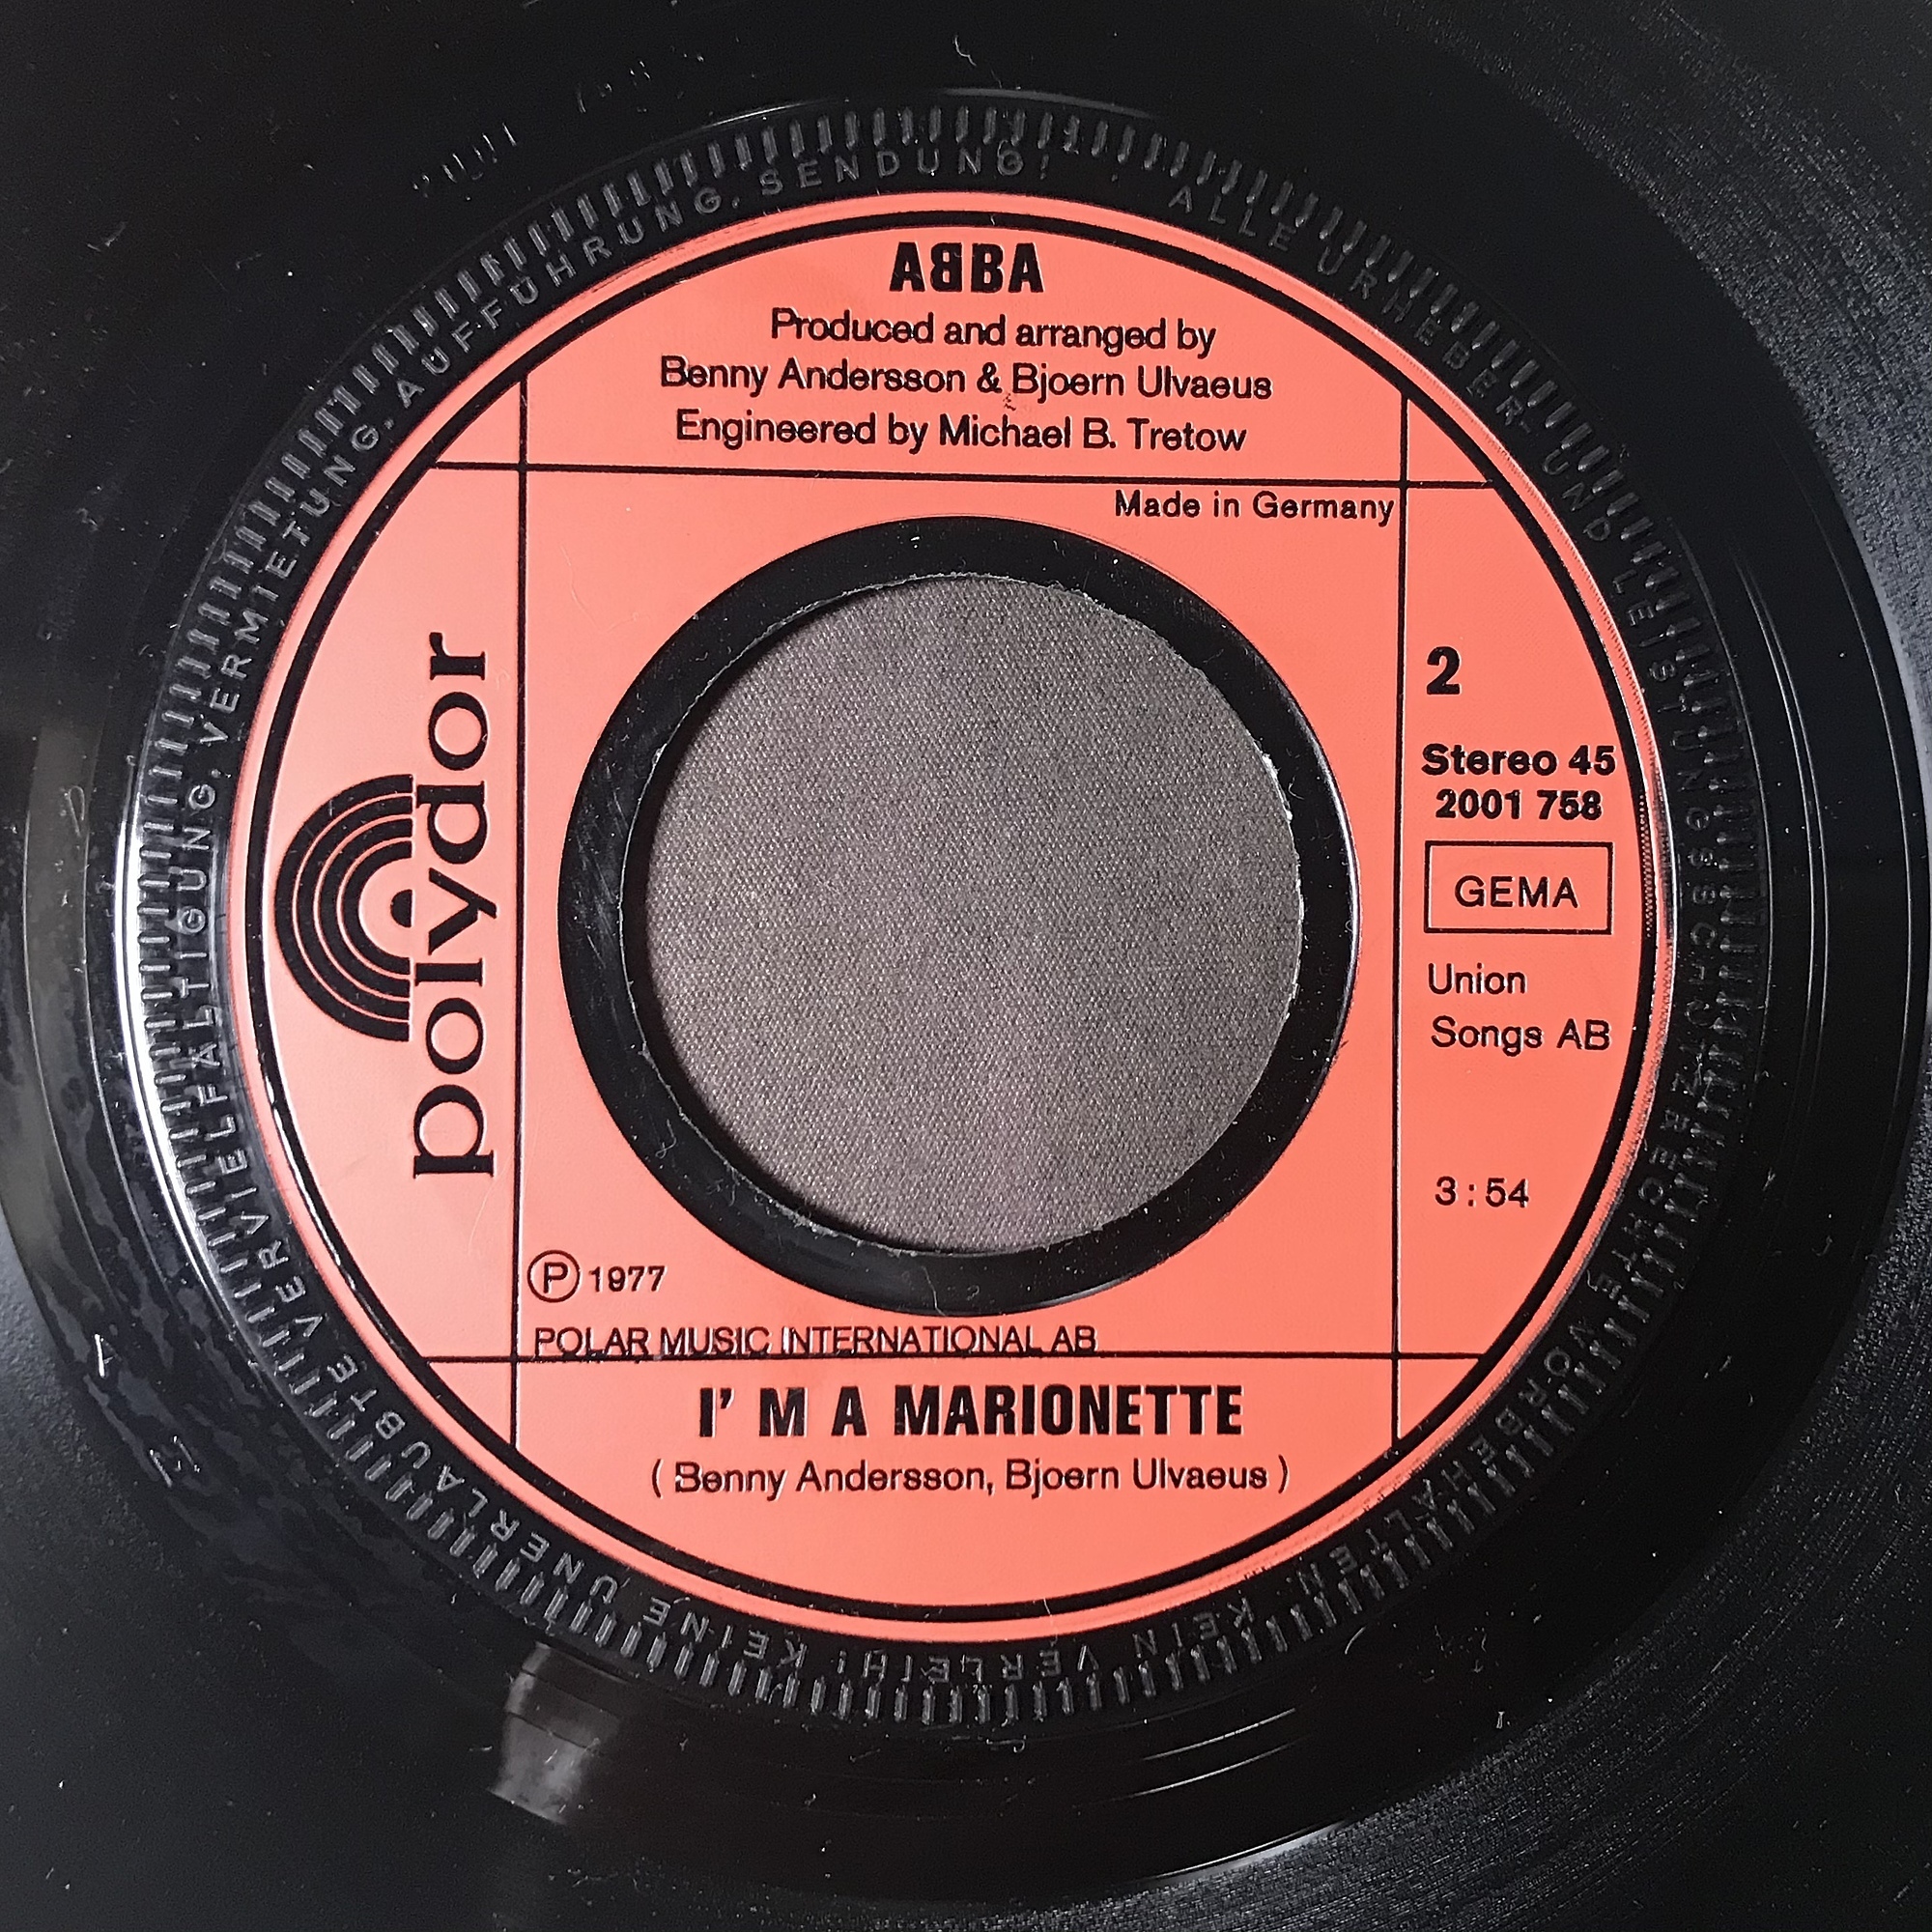 ABBA
Produced and arranged by
Benny Andersson & Bjoern Ulvaeus
Engineered by Michael B. Tretow
Made in Germany
polydor
2
Stereo 45
2001 758
GEMA
Union
Songs AB
3:54
Ⓟ 1977
POLAR MUSIC INTERNATIONAL AB
I' M A MARIONETTE
( Benny Andersson, Bjoern Ulvaeus )
ALLE URHEBER- UND LEISTUNGSSCHUTZRECHTE VORBEHALTEN KEIN VERLEIH! KEINE UNERLAUBTE VERVIELFÄLTIGUNG, VERMIETUNG, AUFFÜHRUNG, SENDUNG!
2001